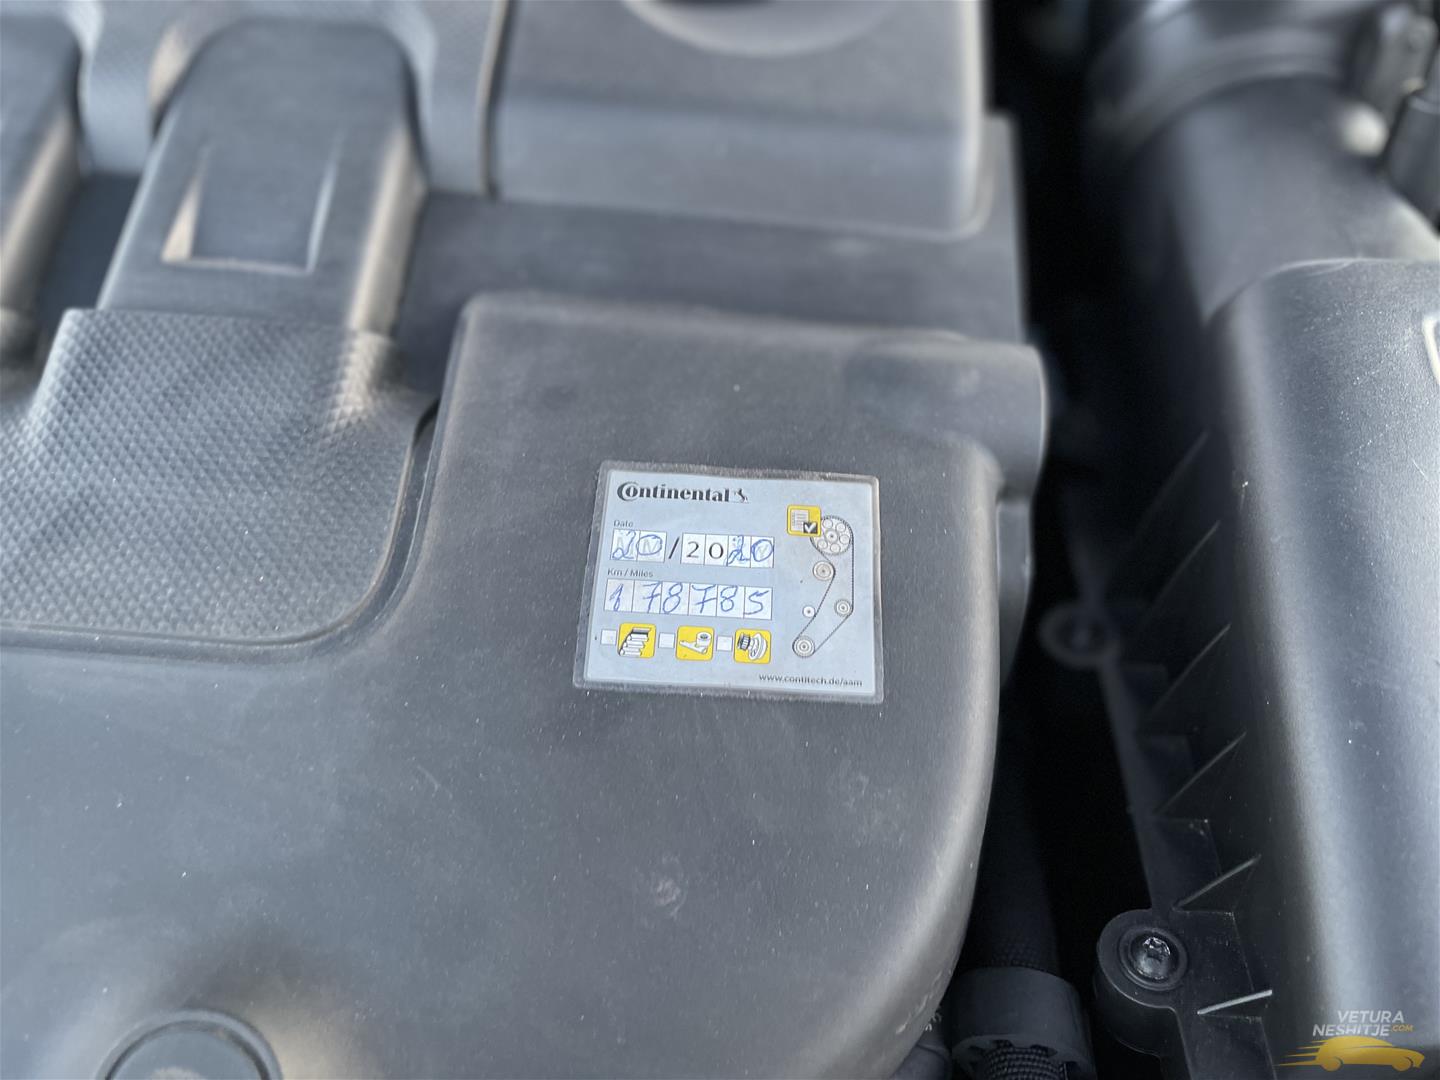 Continental
Date
20/2020
Km / Miles
178785
www.contitech.de/aam
VETURA
NESHITJE.COM